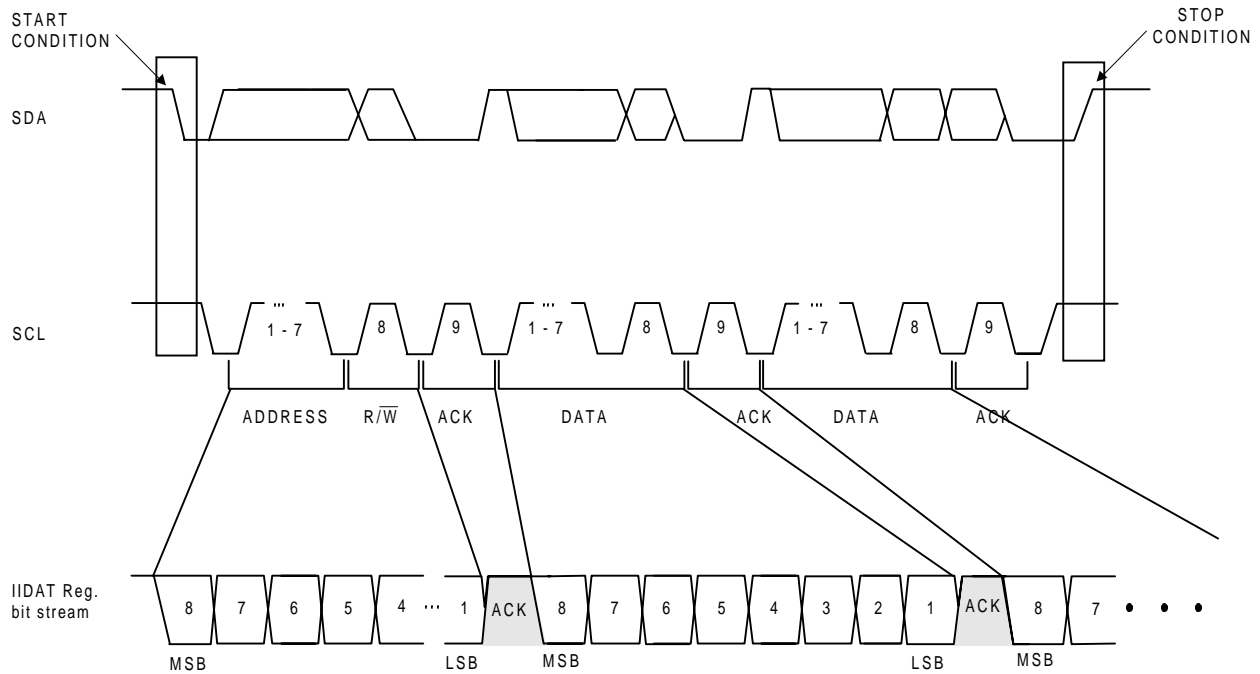 START
CONDITION
STOP
CONDITION
SDA
SCL
... ... ...
1 - 7 8 9 1 - 7 8 9 1 - 7 8 9
ADDRESS R/W̅ ACK DATA ACK DATA ACK
IIDAT Reg.
bit stream
8 7 6 5 4 ... 1 ACK 8 7 6 5 4 3 2 1 ACK 8 7 • • •
MSB LSB MSB LSB MSB